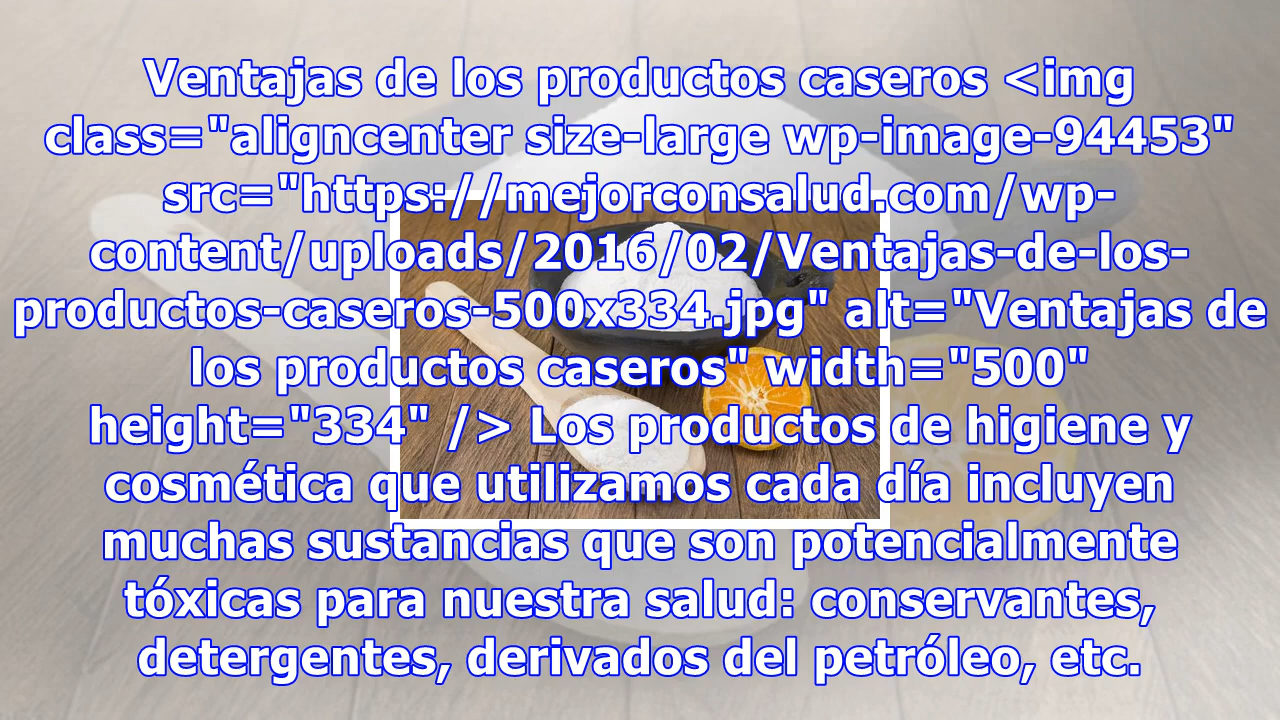 Ventajas de los productos caseros <img
class="aligncenter size-large wp-image-94453"
src="https://mejorconsalud.com/wp-
content/uploads/2016/02/Ventajas-de-los-
productos-caseros-500x334.jpg" alt="Ventajas de
los productos caseros" width="500"
height="334" /> Los productos de higiene y
cosmética que utilizamos cada día incluyen
muchas sustancias que son potencialmente
tóxicas para nuestra salud: conservantes,
detergentes, derivados del petróleo, etc.